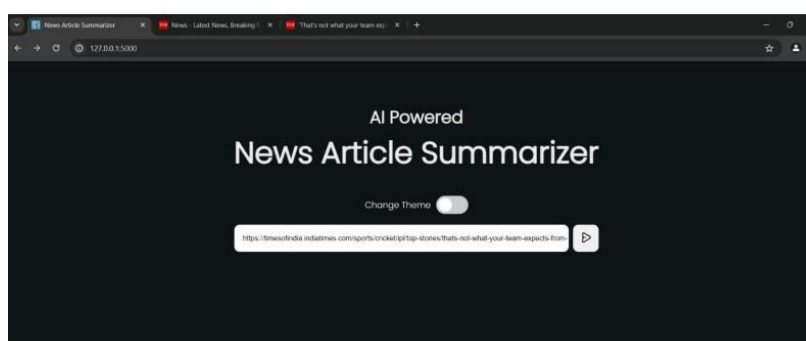 News Article Summarizer
News - Latest News, Breaking
That's not what your team exp
127.0.0.1:5000
AI Powered
News Article Summarizer
Change Theme
https://timesofindia.indiatimes.com/sports/cricket/ipl/top-stories/thats-not-what-your-team-expects-from-